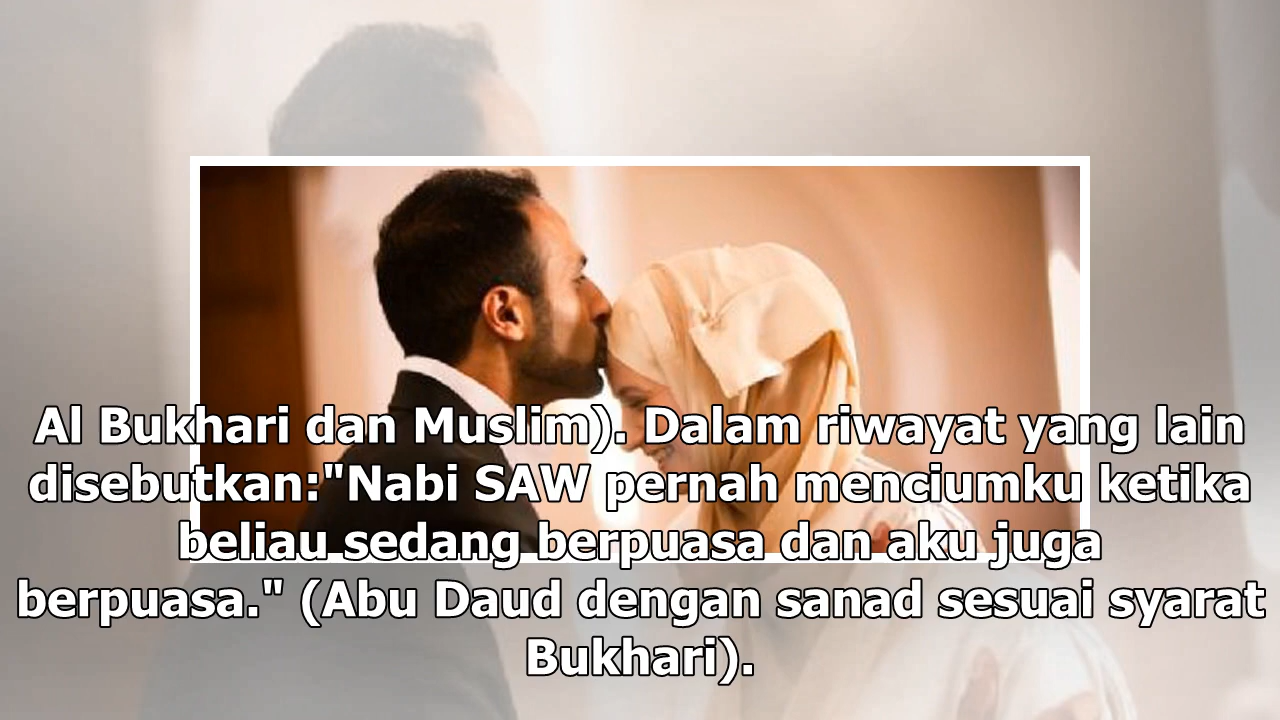 Al Bukhari dan Muslim). Dalam riwayat yang lain
disebutkan:"Nabi SAW pernah menciumku ketika
beliau sedang berpuasa dan aku juga
berpuasa." (Abu Daud dengan sanad sesuai syarat
Bukhari).